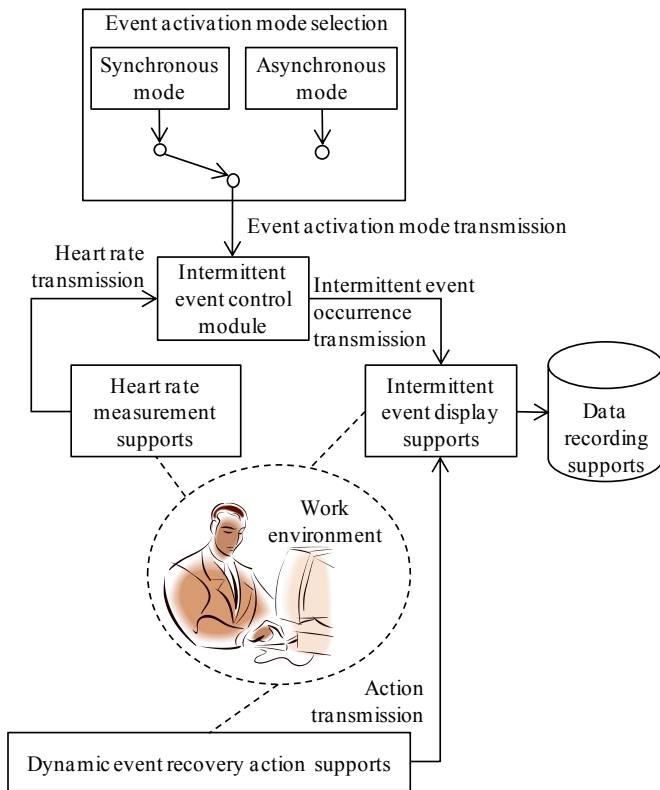 Event activation mode selection
Synchronous
mode
Asynchronous
mode
Event activation mode transmission
Heart rate
transmission
Intermittent
event control
module
Intermittent event
occurrence
transmission
Heart rate
measurement
supports
Intermittent
event display
supports
Data
recording
supports
Work
environment
Action
transmission
Dynamic event recovery action supports